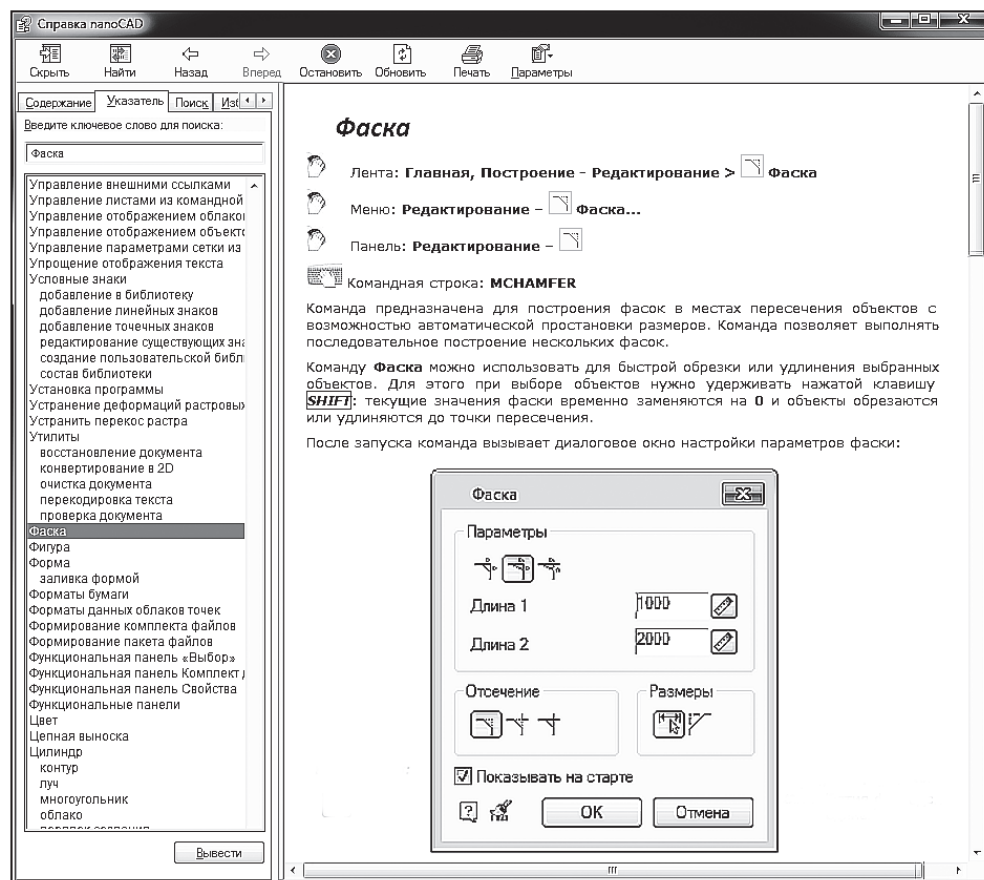 Справка nanoCAD
Скрыть Найти Назад Вперед Остановить Обновить Печать Параметры
Содержание Указатель Поиск
Введите ключевое слово для поиска:
Фаска
Управление внешними ссылками
Управление листами из командной
Управление отображением облако
Управление отображением объекто
Управление параметрами сетки из
Упрощение отображения текста
Условные знаки
добавление в библиотеку
добавление линейных знаков
добавление точечных знаков
редактирование существующих зна
создание пользовательской библ
состав библиотеки
Установка программы
Устранение деформаций растровых
Устранить перекос растра
Утилиты
восстановление документа
конвертирование в 2D
очистка документа
перекодировка текста
проверка документа
Фаска
Фигура
Форма
заливка формой
Форматы бумаги
Форматы данных облаков точек
Формирование комплекта файлов
Формирование пакета файлов
Функциональная панель «Выбор»
Функциональная панель Комплект
Функциональная панель Свойства
Функциональные панели
Цвет
Цепная выноска
Цилиндр
контур
луч
многоугольник
облако
Вывести
Фаска
Лента: Главная, Построение - Редактирование > Фаска
Меню: Редактирование – Фаска...
Панель: Редактирование –
Командная строка: MCHAMFER
Команда предназначена для построения фасок в местах пересечения объектов с
возможностью автоматической простановки размеров. Команда позволяет выполнять
последовательное построение нескольких фасок.
Команду Фаска можно использовать для быстрой обрезки или удлинения выбранных
объектов. Для этого при выборе объектов нужно удерживать нажатой клавишу
SHIFT: текущие значения фаски временно заменяются на 0 и объекты обрезаются
или удлиняются до точки пересечения.
После запуска команда вызывает диалоговое окно настройки параметров фаски:
Фаска
Параметры
Длина 1 1000
Длина 2 2000
Отсечение Размеры
Показывать на старте
OK Отмена